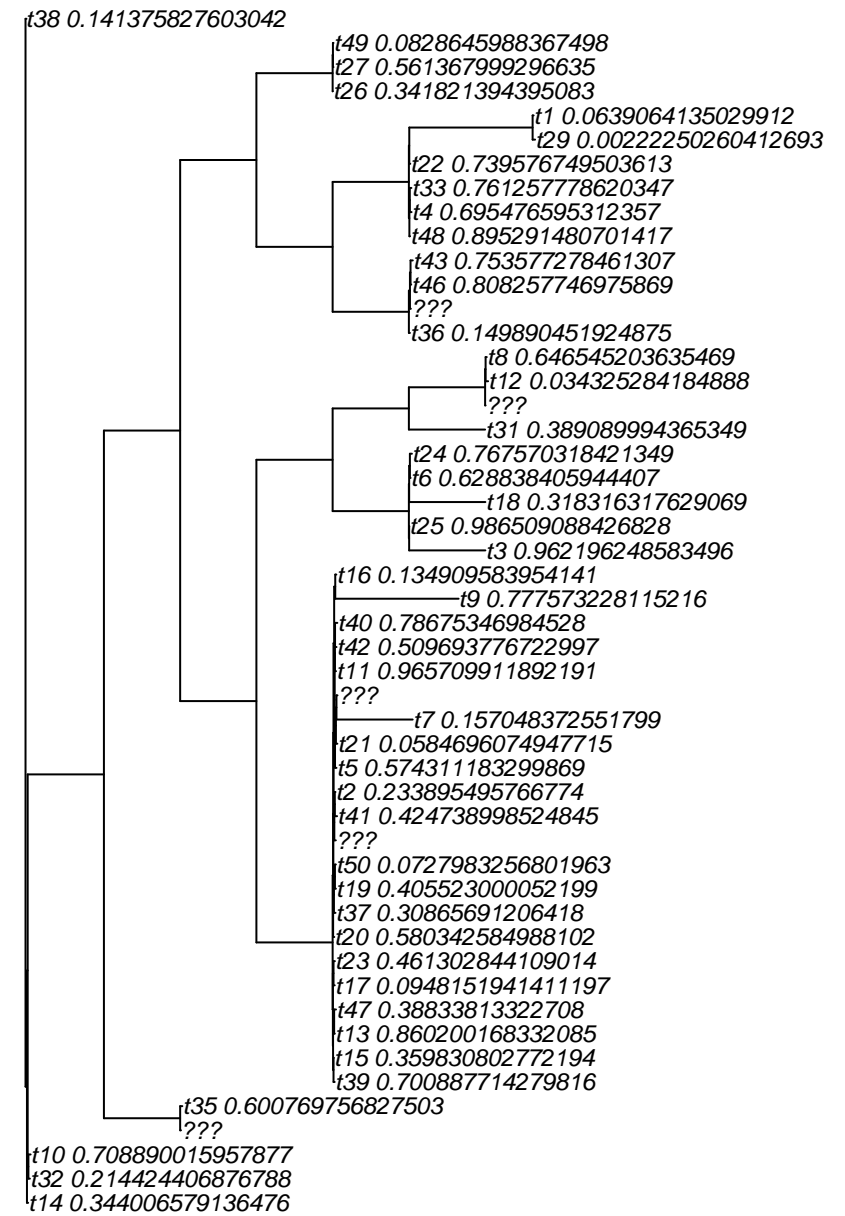 t38 0.141375827603042
t49 0.0828645988367498
t27 0.561367999296635
t26 0.341821394395083
t1 0.0639064135029912
t29 0.00222250260412693
t22 0.739576749503613
t33 0.761257778620347
t4 0.695476595312357
t48 0.895291480701417
t43 0.753577278461307
t46 0.808257746975869
???
t36 0.149890451924875
t8 0.646545203635469
t12 0.034325284184888
???
t31 0.389089994365349
t24 0.767570318421349
t6 0.628838405944407
t18 0.318316317629069
t25 0.986509088426828
t3 0.962196248583496
t16 0.134909583954141
t9 0.777573228115216
t40 0.78675346984528
t42 0.509693776722997
t11 0.965709911892191
???
t7 0.157048372551799
t21 0.0584696074947715
t5 0.574311183299869
t2 0.233895495766774
t41 0.424738998524845
???
t50 0.0727983256801963
t19 0.405523000052199
t37 0.30865691206418
t20 0.580342584988102
t23 0.461302844109014
t17 0.0948151941411197
t47 0.38833813322708
t13 0.860200168332085
t15 0.359830802772194
t39 0.700887714279816
t35 0.600769756827503
???
t10 0.708890015957877
t32 0.214424406876788
t14 0.344006579136476